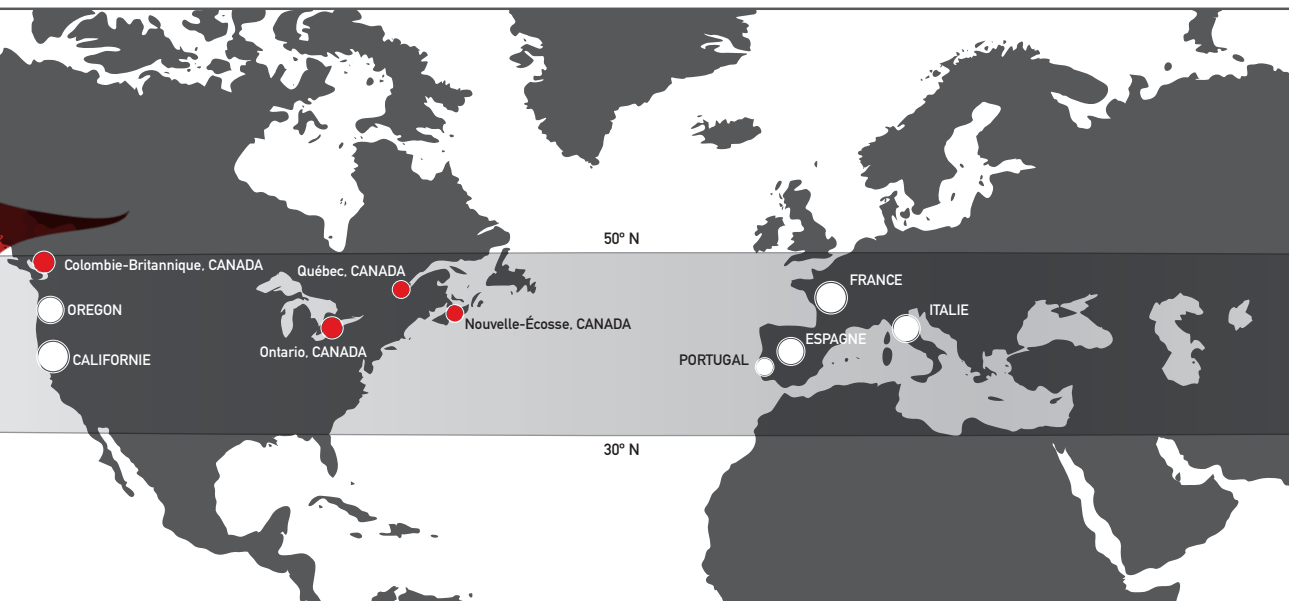 50° N
Colombie-Britannique, CANADA
Québec, CANADA
FRANCE
OREGON
ITALIE
Nouvelle-Écosse, CANADA
ESPAGNE
Ontario, CANADA
CALIFORNIE
PORTUGAL
30° N